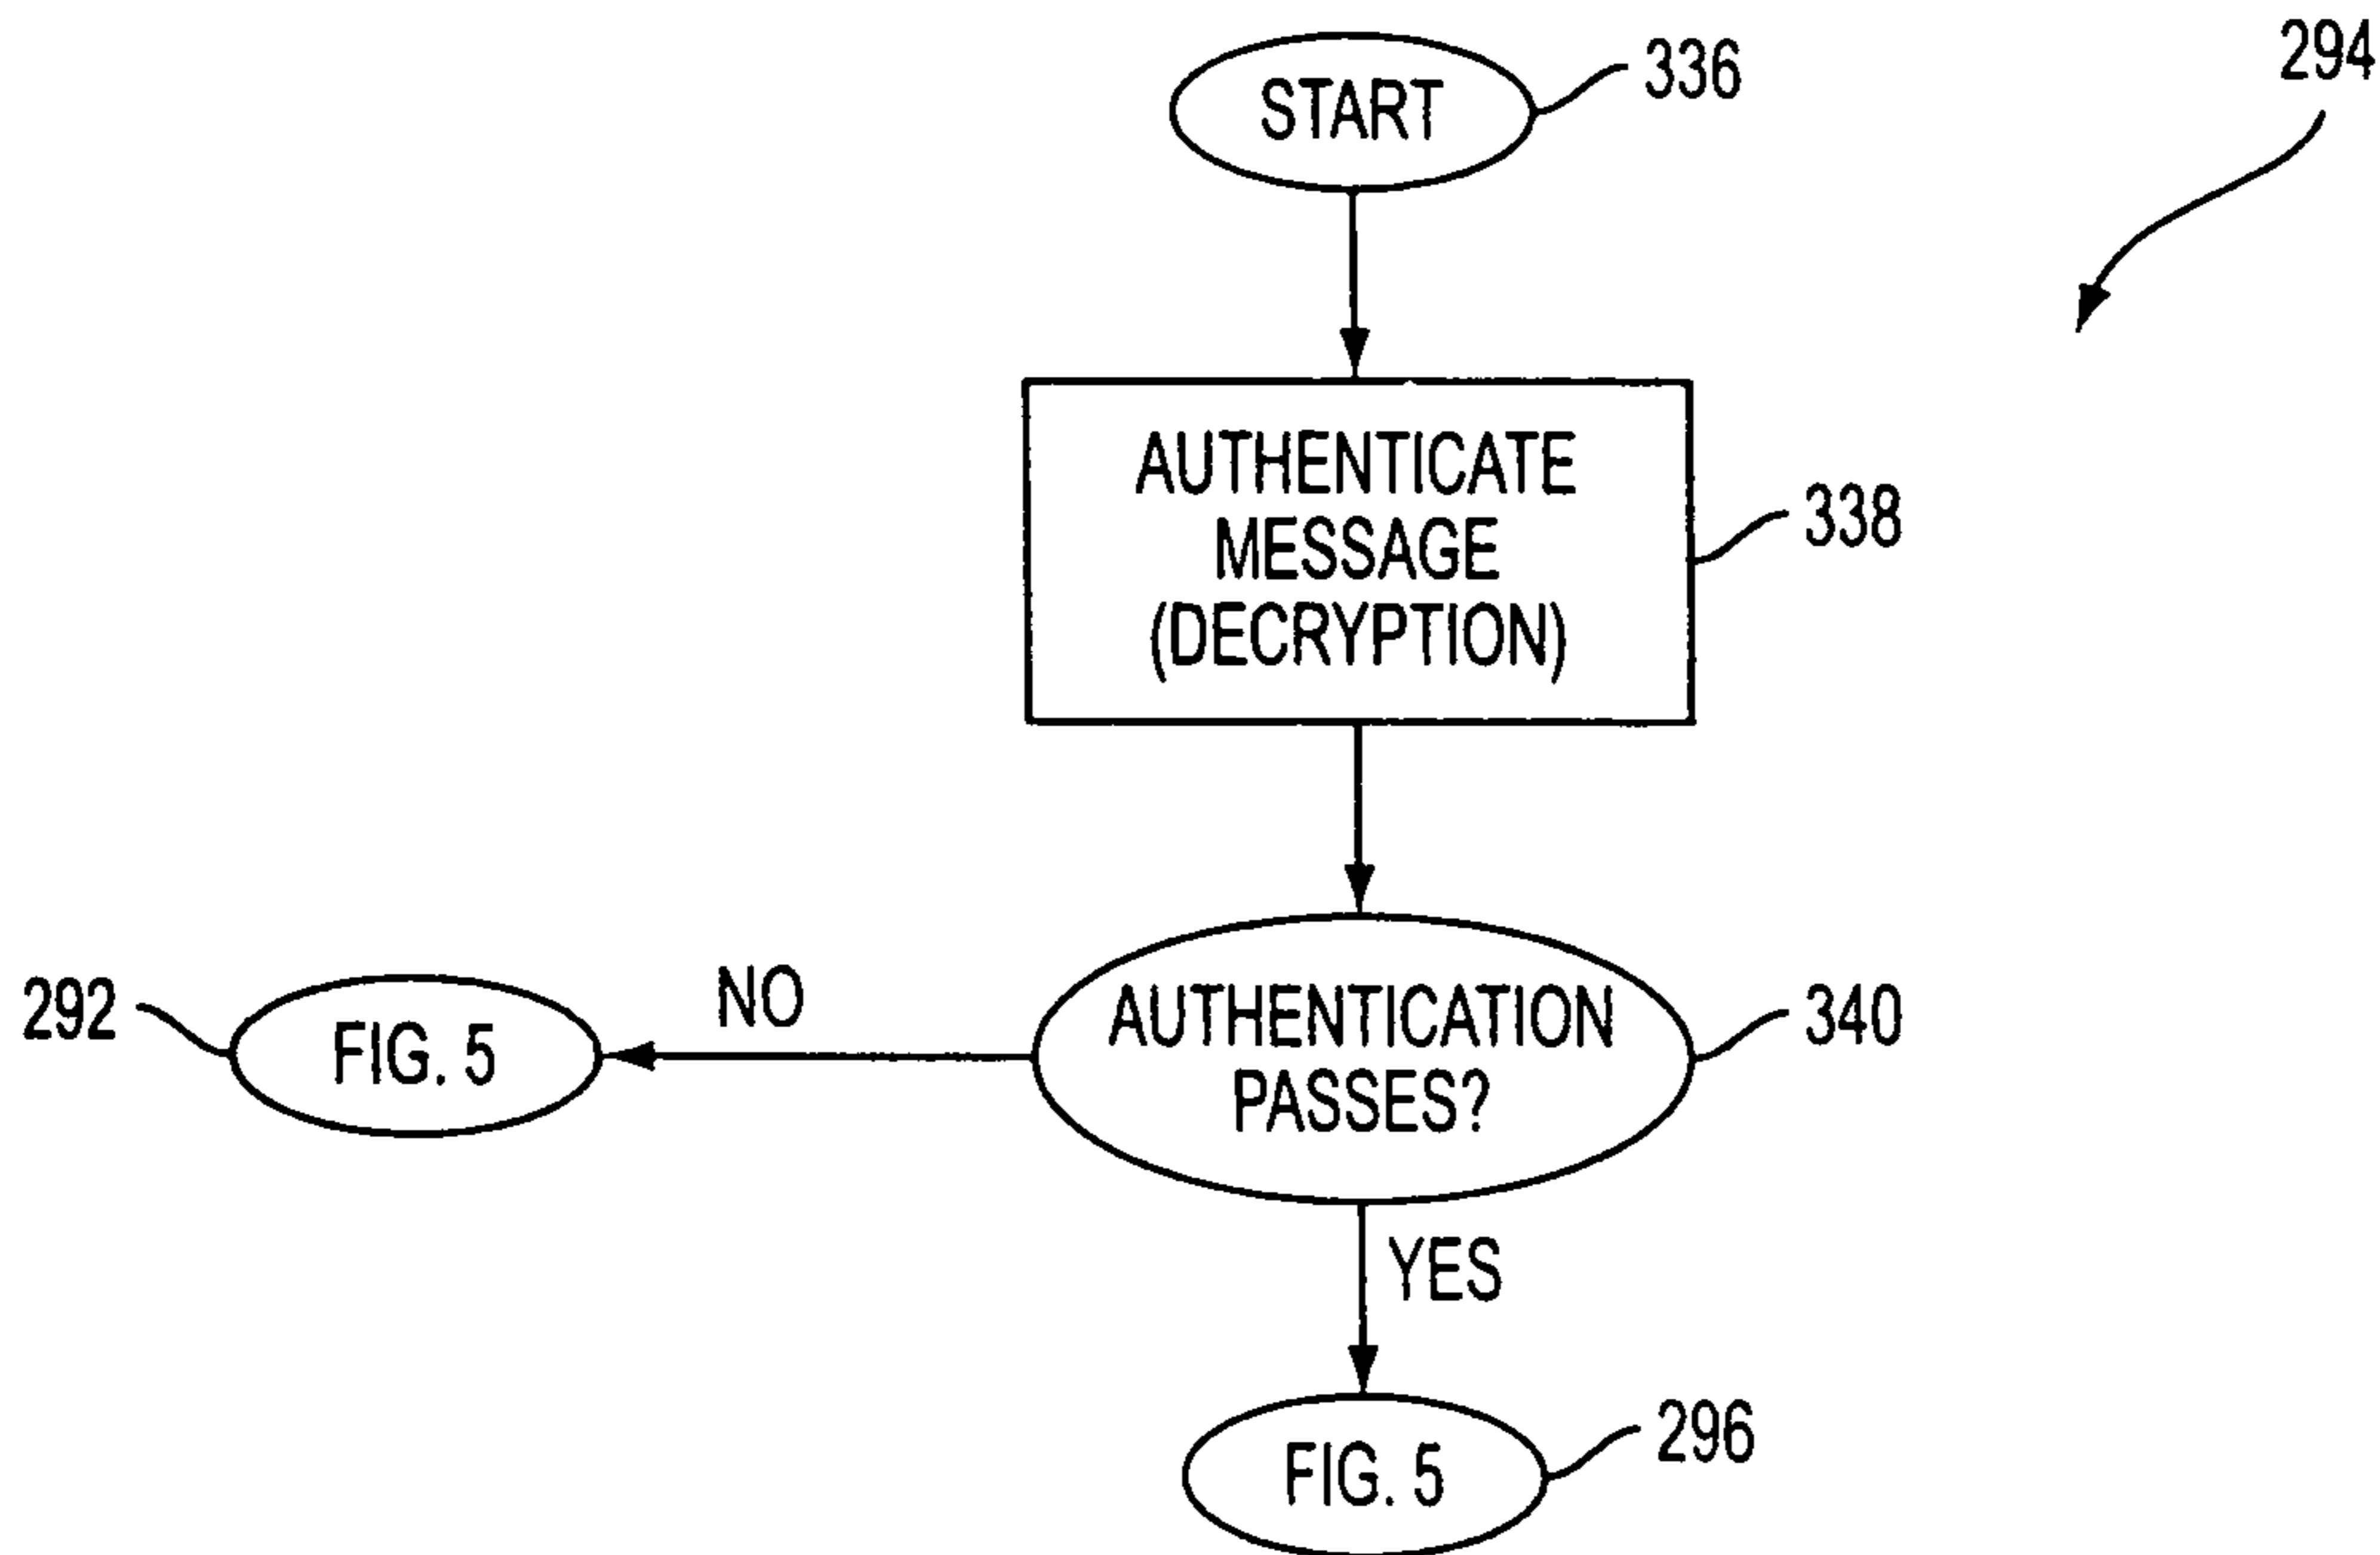 294
START
336
AUTHENTICATE
MESSAGE
(DECRYPTION)
338
292
FIG. 5
NO
AUTHENTICATION
PASSES?
340
YES
FIG. 5
296